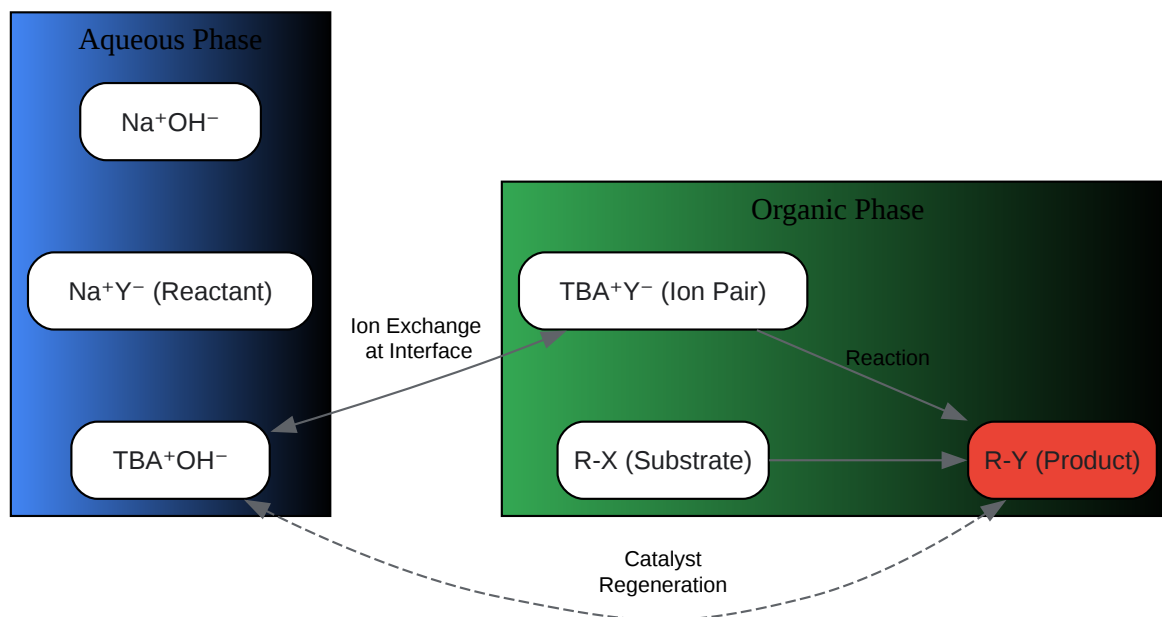 Aqueous Phase
Na⁺OH⁻
Na⁺Y⁻ (Reactant)
TBA⁺OH⁻
Ion Exchange
at Interface
Organic Phase
TBA⁺Y⁻ (Ion Pair)
Reaction
R-X (Substrate)
R-Y (Product)
Catalyst
Regeneration